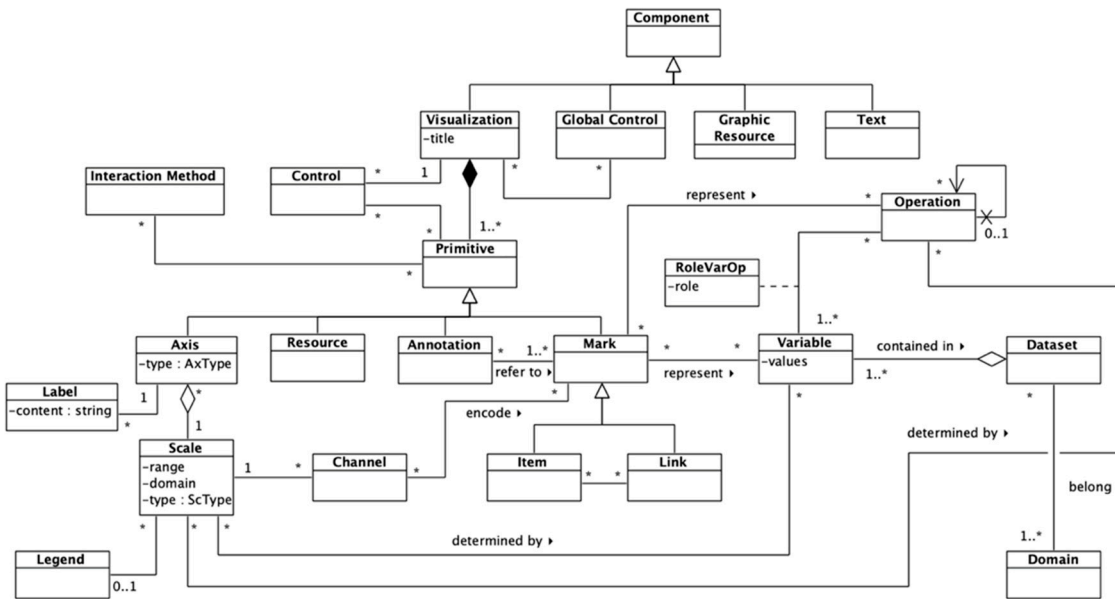 Component
Visualization
-title
Global Control
Graphic
Resource
Text
Interaction Method
Control
*
1
*
*
*
*
*
1..*
*
*
Primitive
represent ▸
*
*
Operation
*
0..1
*
RoleVarOp
-role
1..*
Axis
-type : AxType
Resource
Annotation
*
1..*
refer to ▸
Mark
*
*
*
represent ▸
Variable
-values
contained in ▸
1..*
Dataset
Label
-content : string
1
*
*
1
encode ▸
*
*
*
determined by ▸
Scale
-range
-domain
-type : ScType
1
*
Channel
*
Item
*
*
Link
belong
*
*
*
determined by ▸
1..*
Legend
0..1
Domain